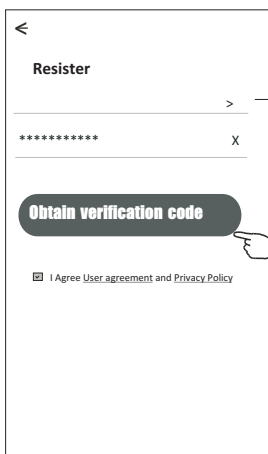 Resister
>
*********** X
Obtain verification code
I Agree User agreement and Privacy Policy